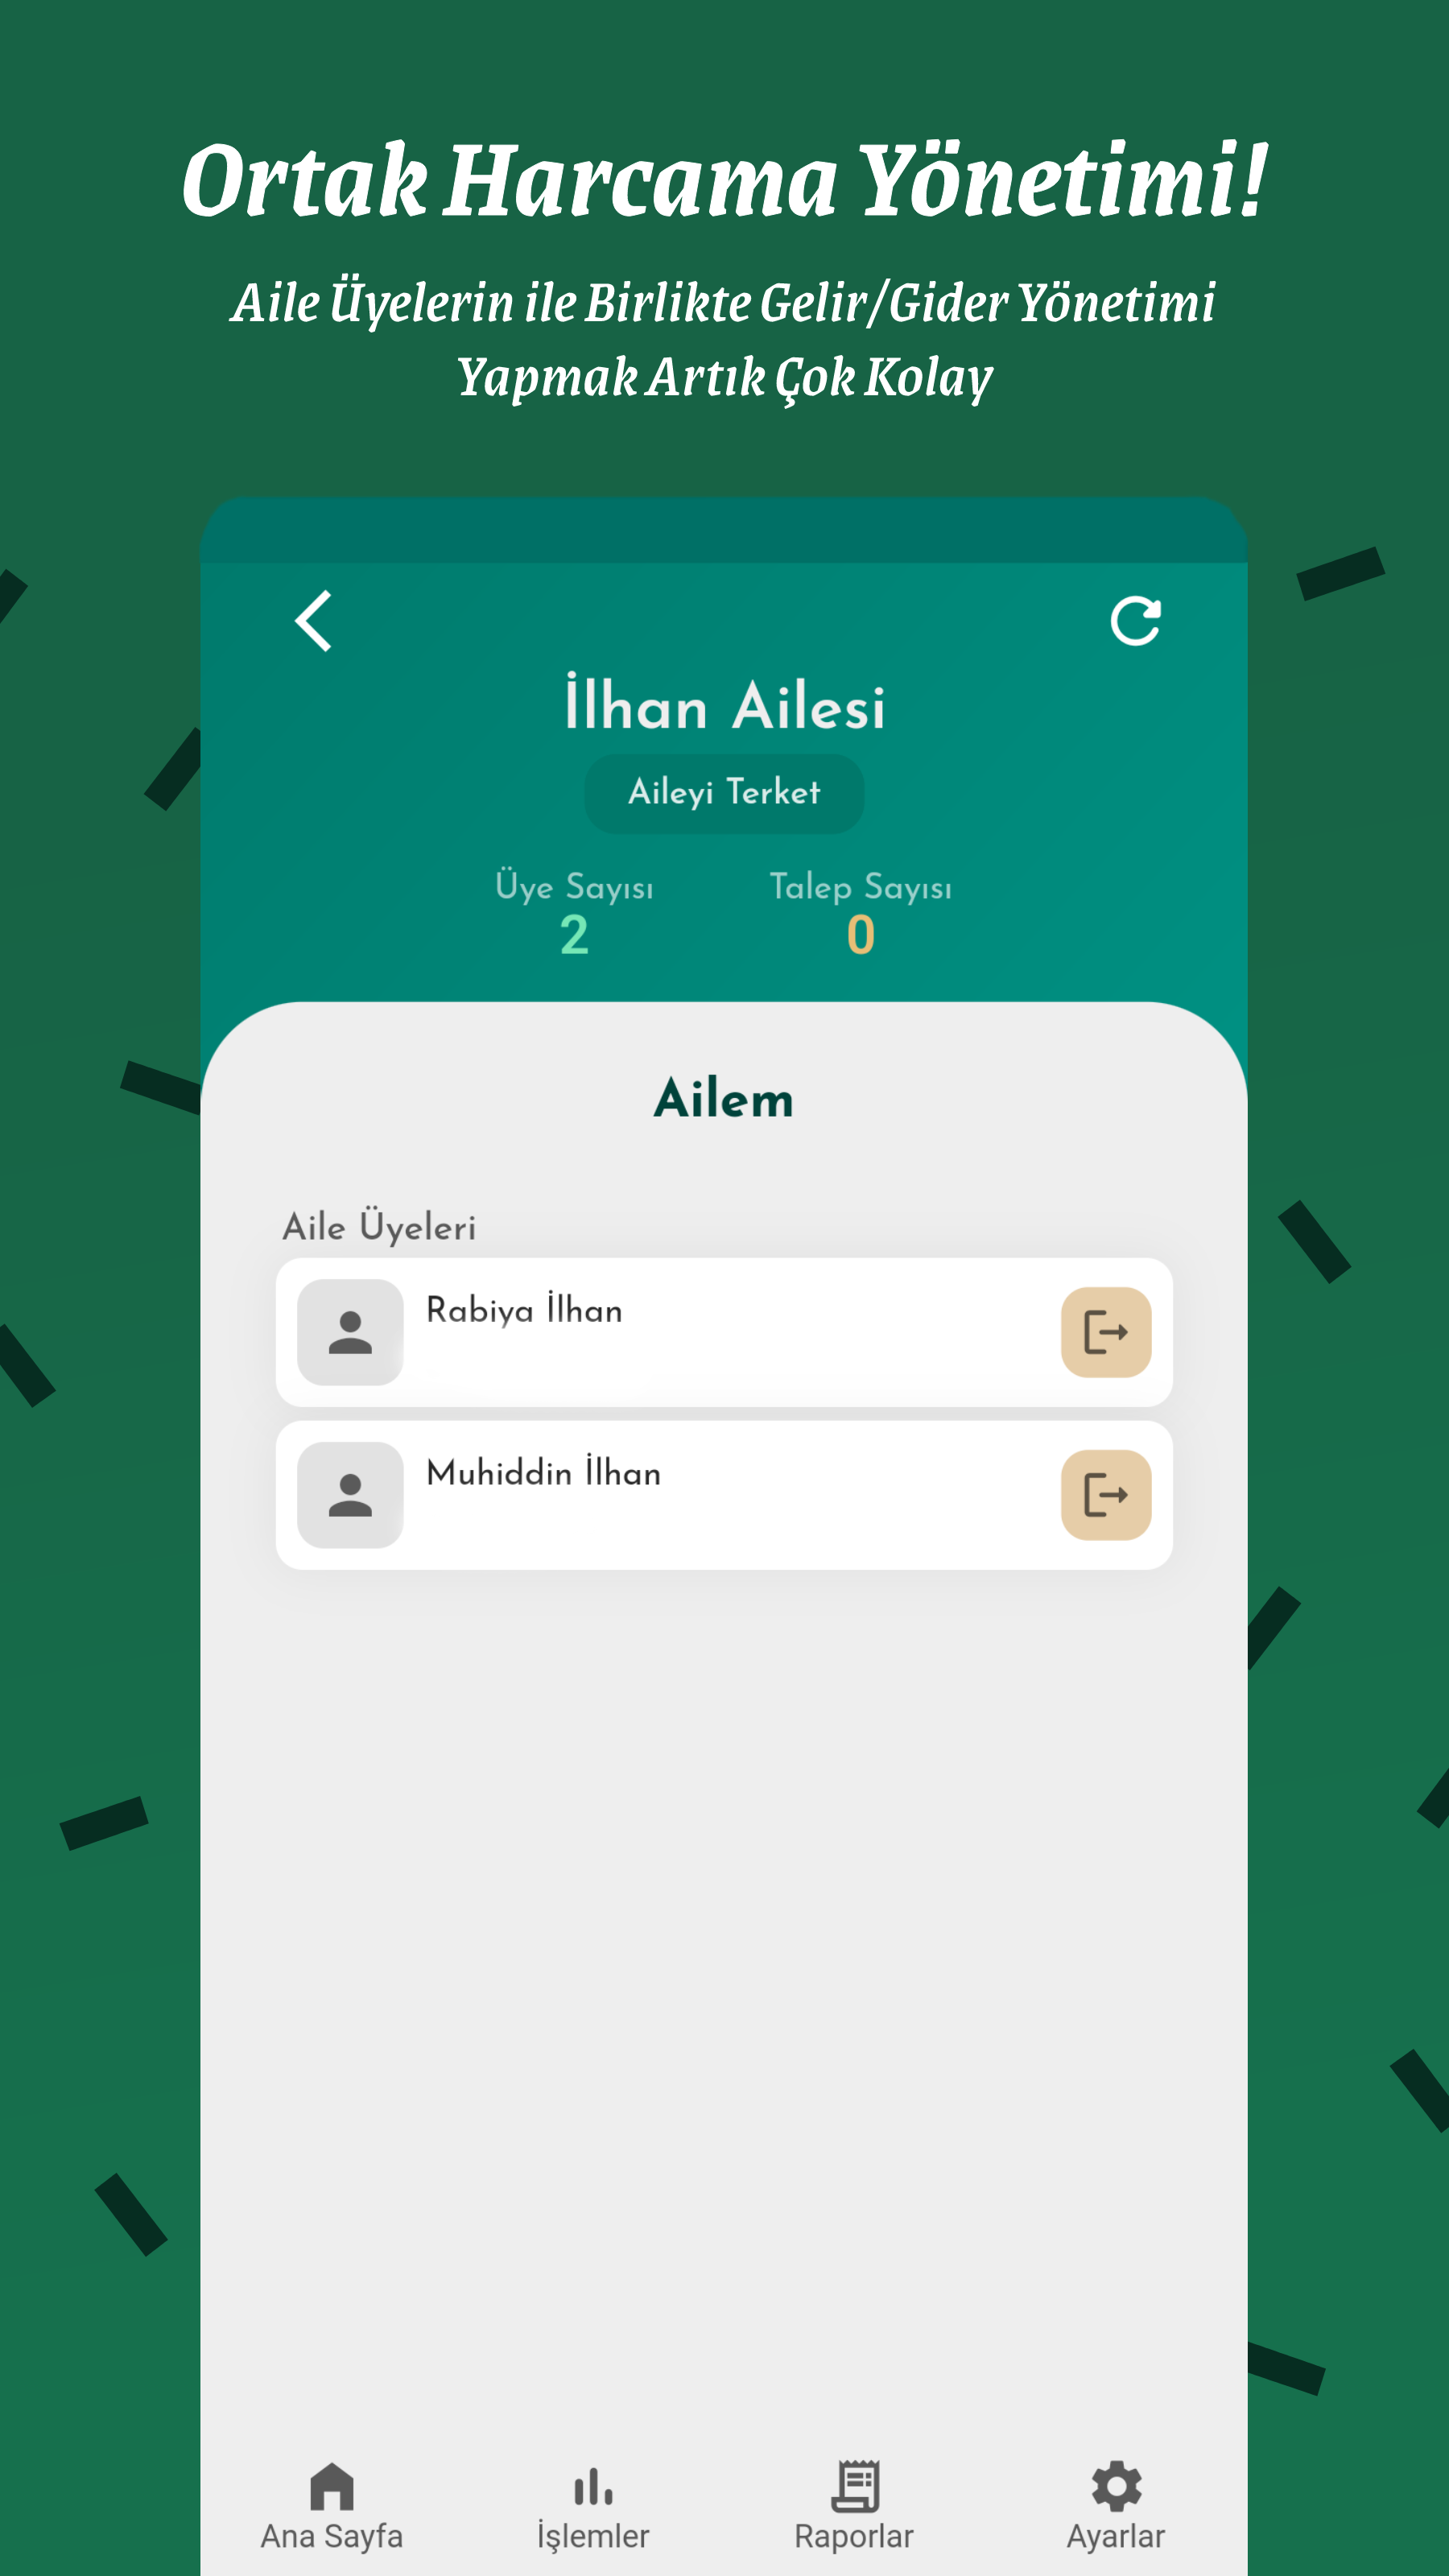 Ortak Harcama Yönetimi!
Aile Üyelerin ile Birlikte Gelir/Gider Yönetimi
Yapmak Artık Çok Kolay
İlhan Ailesi
Aileyi Terket
Üye Sayısı Talep Sayısı
2 0
Ailem
Aile Üyeleri
Rabiya İlhan
Muhiddin İlhan
Ana Sayfa İşlemler Raporlar Ayarlar